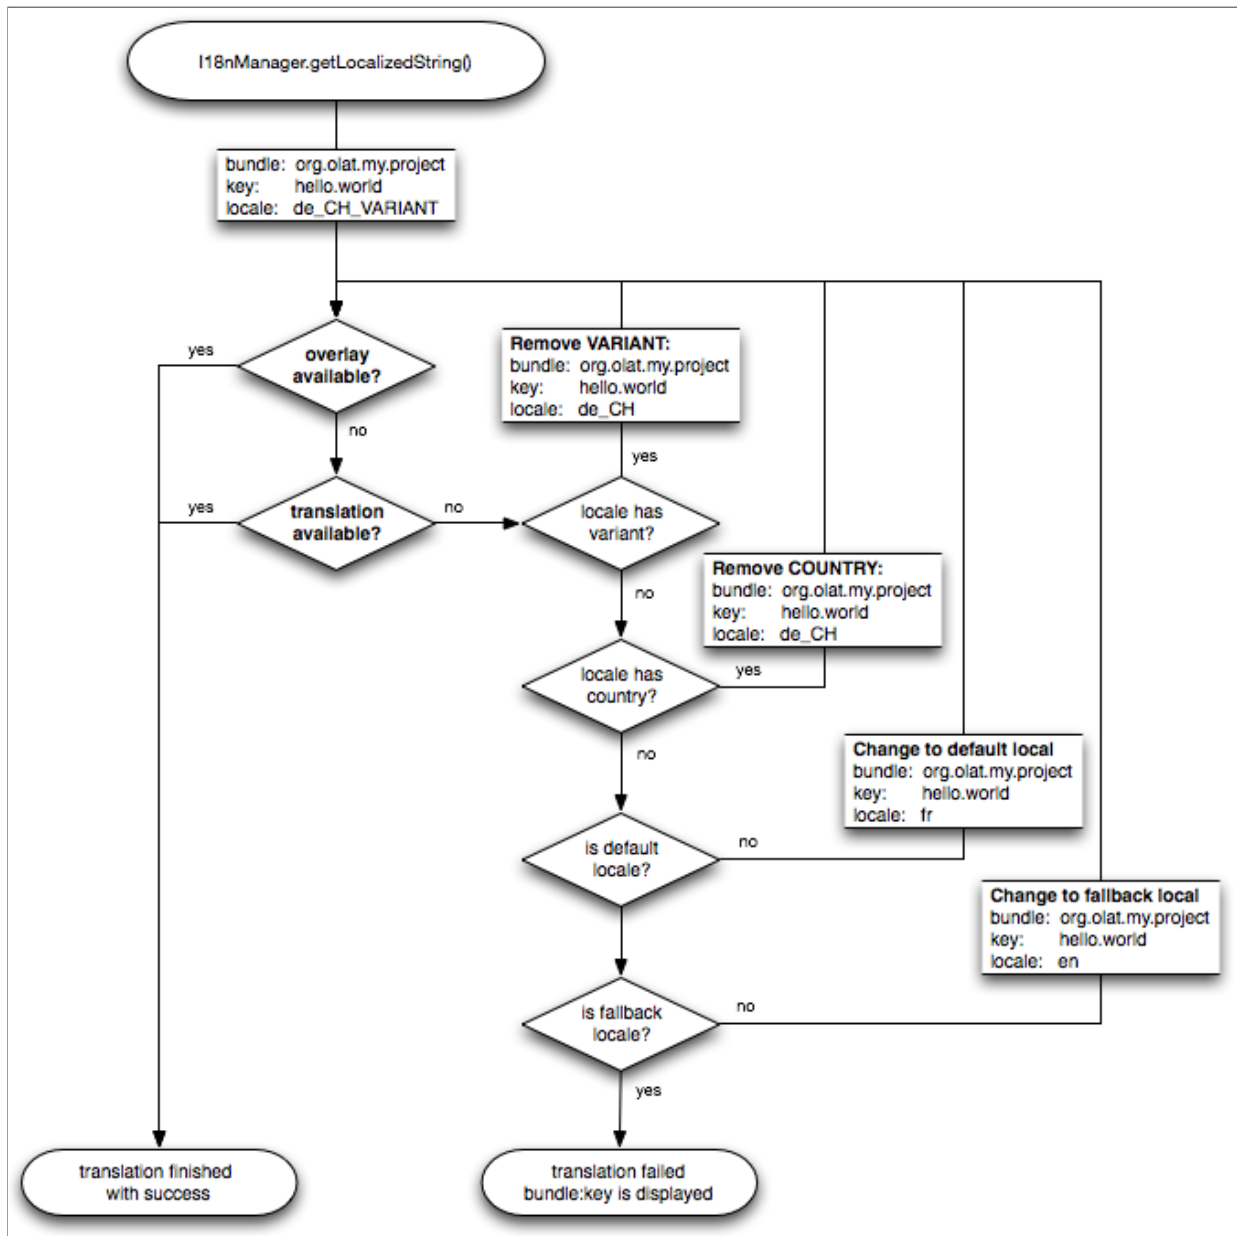 I18nManager.getLocalizedString()
bundle: org.olat.my.project
key: hello.world
locale: de_CH_VARIANT
yes
overlay
available?
no
Remove VARIANT:
bundle: org.olat.my.project
key: hello.world
locale: de_CH
yes
yes
translation
available?
no
locale has
variant?
no
Remove COUNTRY:
bundle: org.olat.my.project
key: hello.world
locale: de_CH
locale has
country?
yes
no
Change to default local
bundle: org.olat.my.project
key: hello.world
locale: fr
is default
locale?
no
Change to fallback local
bundle: org.olat.my.project
key: hello.world
locale: en
is fallback
locale?
no
yes
translation finished
with success
translation failed
bundle:key is displayed